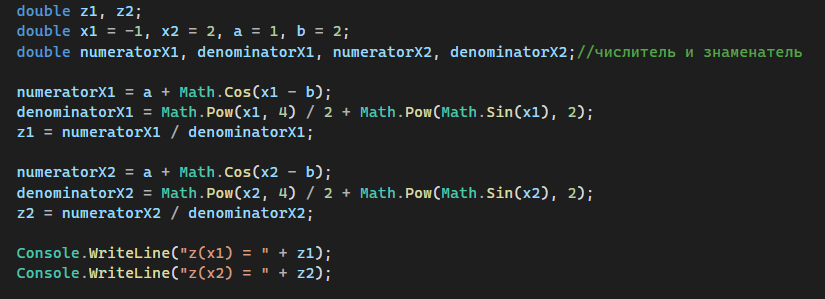 double z1, z2;
double x1 = -1, x2 = 2, a = 1, b = 2;
double numeratorX1, denominatorX1, numeratorX2, denominatorX2;//числитель и знаменатель
numeratorX1 = a + Math.Cos(x1 - b);
denominatorX1 = Math.Pow(x1, 4) / 2 + Math.Pow(Math.Sin(x1), 2);
z1 = numeratorX1 / denominatorX1;
numeratorX2 = a + Math.Cos(x2 - b);
denominatorX2 = Math.Pow(x2, 4) / 2 + Math.Pow(Math.Sin(x2), 2);
z2 = numeratorX2 / denominatorX2;
Console.WriteLine("z(x1) = " + z1);
Console.WriteLine("z(x2) = " + z2);